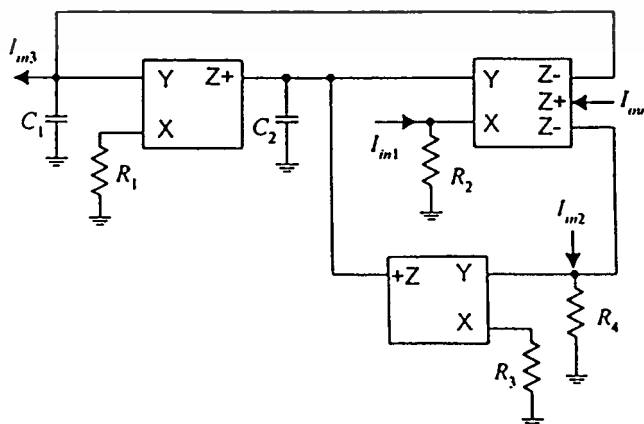 I_in3
Y Z+
X
C_1
R_1
C_2
Y Z-
Z+
X Z-
I_out
I_in1
R_2
I_in2
+Z Y
X
R_3
R_4